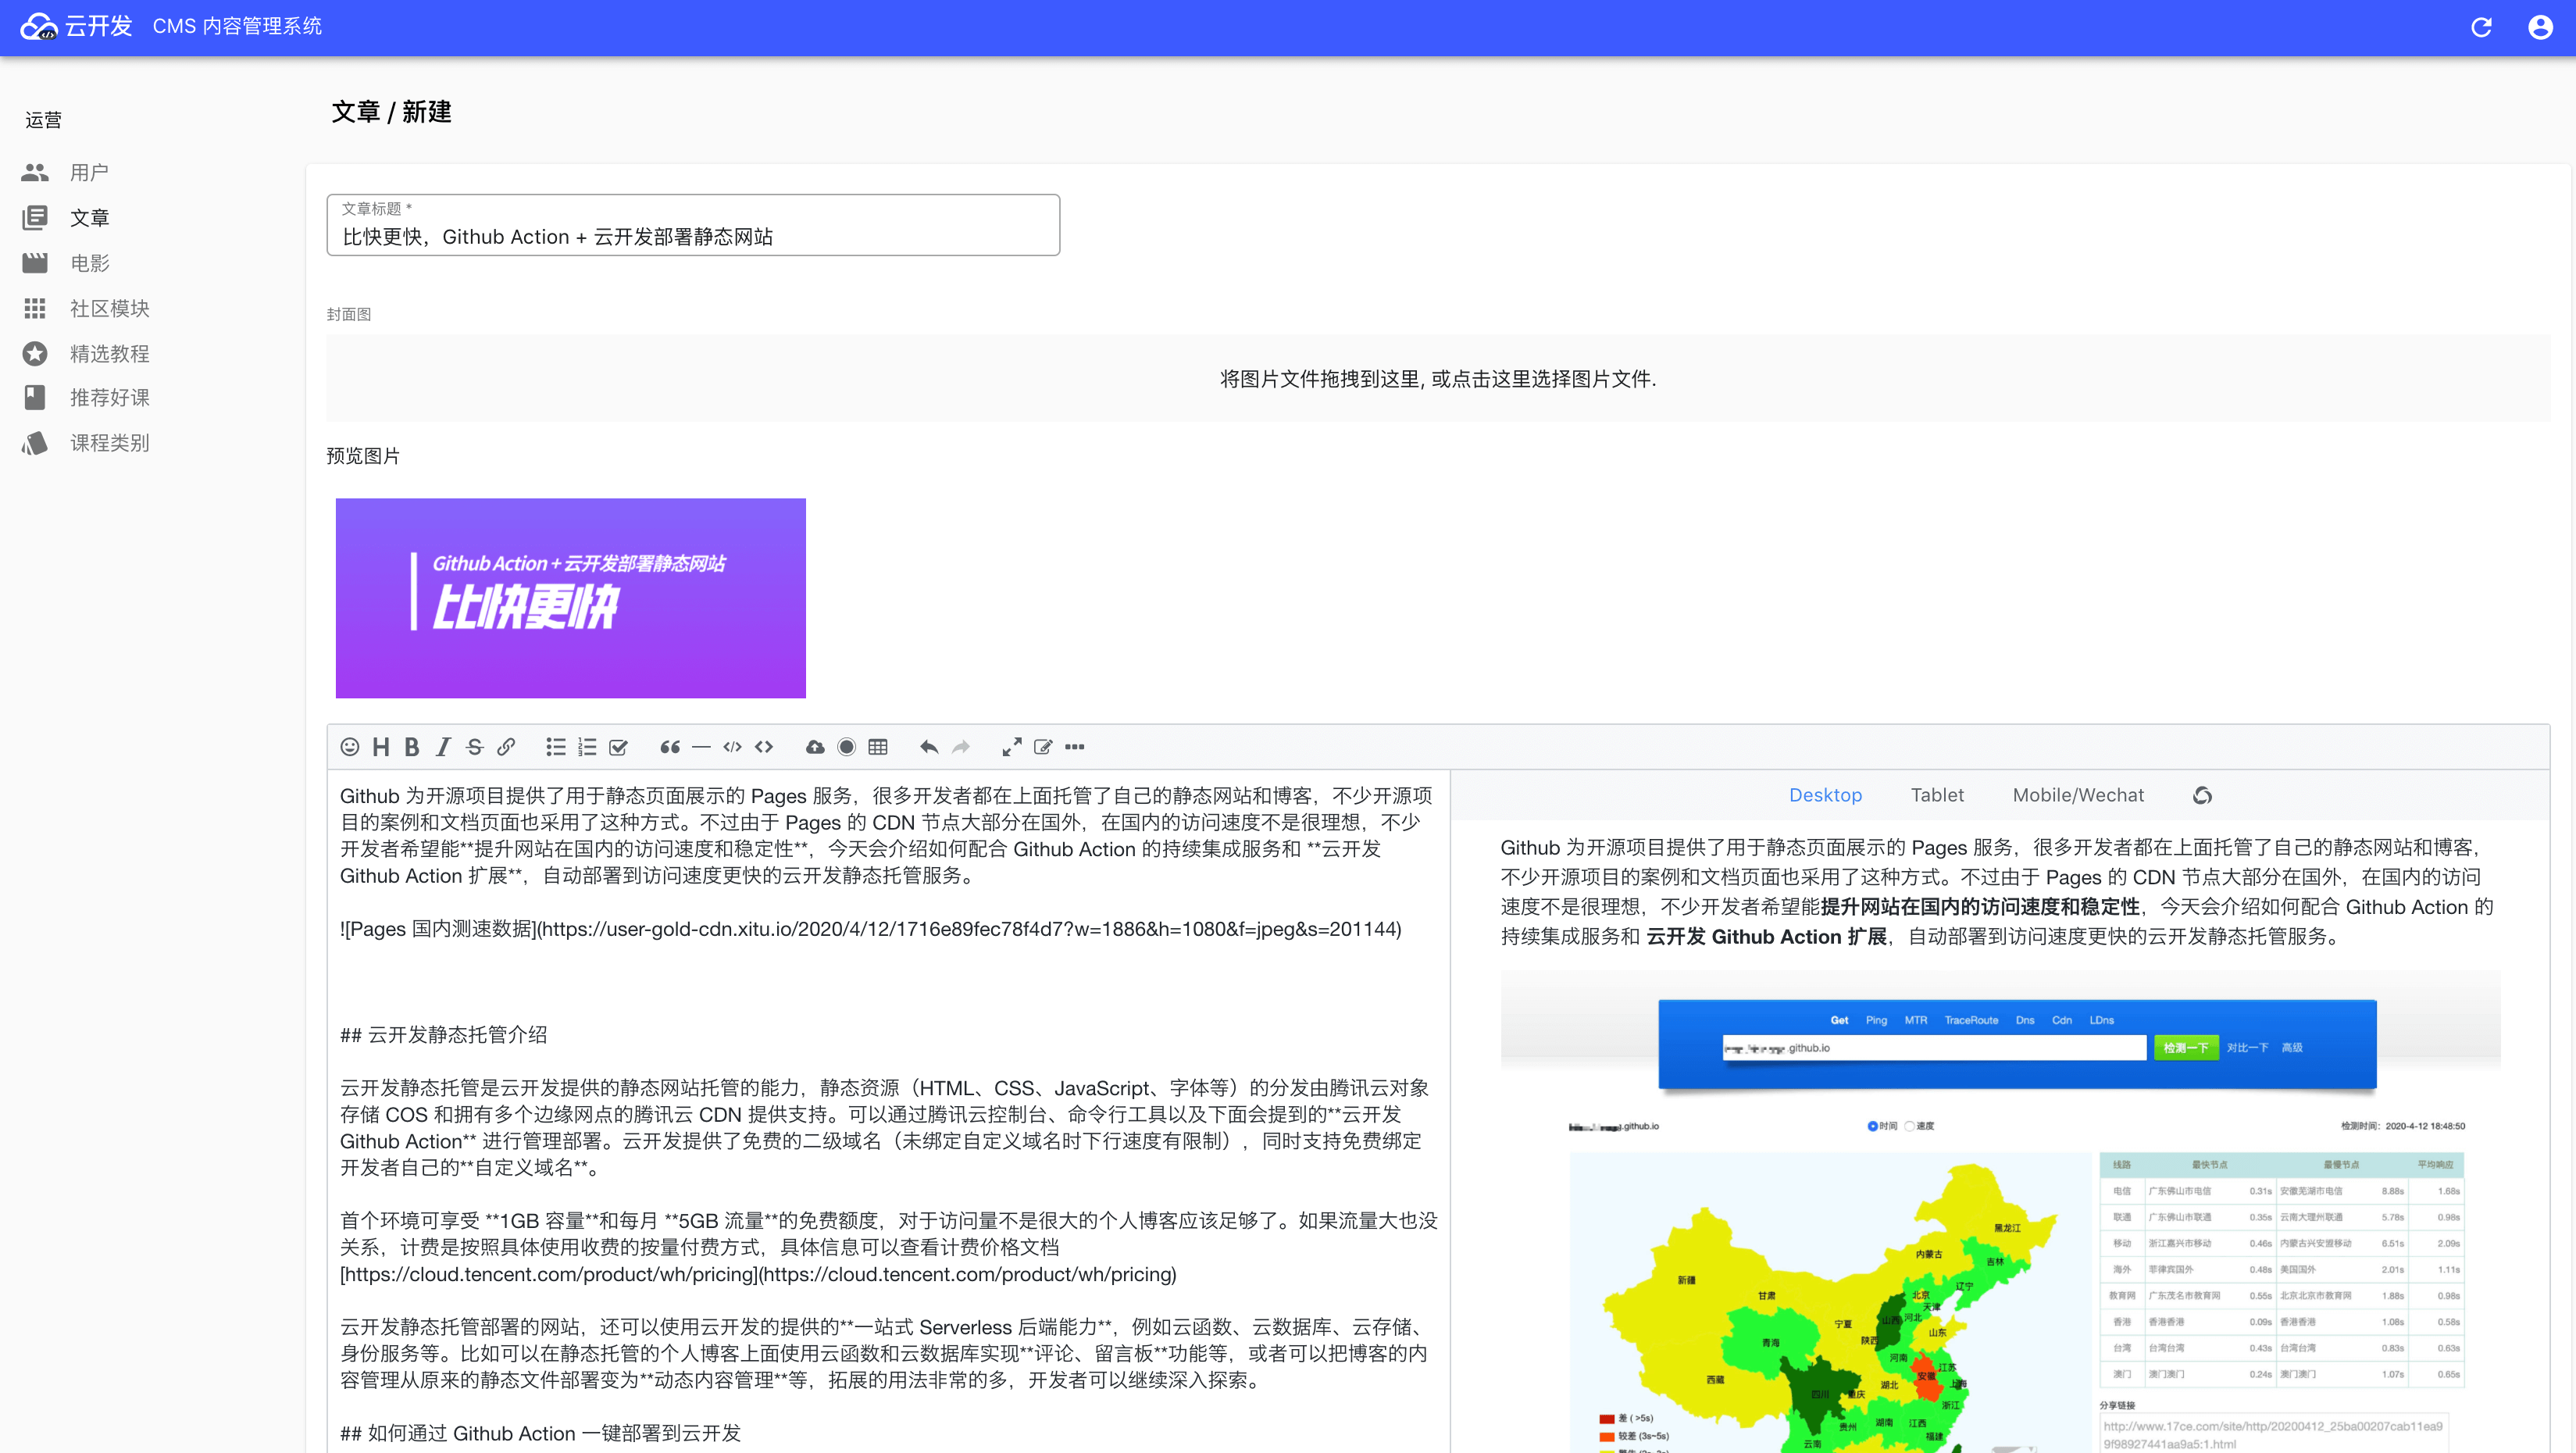 云开发 CMS 内容管理系统
运营
用户
文章
电影
社区模块
精选教程
推荐好课
课程类别
文章 / 新建
文章标题 *
比快更快，Github Action + 云开发部署静态网站
封面图
将图片文件拖拽到这里, 或点击这里选择图片文件.
预览图片
Github Action + 云开发部署静态网站
比快更快
Github 为开源项目提供了用于静态页面展示的 Pages 服务，很多开发者都在上面托管了自己的静态网站和博客，不少开源项
目的案例和文档页面也采用了这种方式。不过由于 Pages 的 CDN 节点大部分在国外，在国内的访问速度不是很理想，不少
开发者希望能**提升网站在国内的访问速度和稳定性**，今天会介绍如何配合 Github Action 的持续集成服务和 **云开发
Github Action 扩展**，自动部署到访问速度更快的云开发静态托管服务。
![Pages 国内测速数据](https://user-gold-cdn.xitu.io/2020/4/12/1716e89fec78f4d7?w=1886&h=1080&f=jpeg&s=201144)
## 云开发静态托管介绍
云开发静态托管是云开发提供的静态网站托管的能力，静态资源（HTML、CSS、JavaScript、字体等）的分发由腾讯云对象
存储 COS 和拥有多个边缘网点的腾讯云 CDN 提供支持。可以通过腾讯云控制台、命令行工具以及下面会提到的**云开发
Github Action** 进行管理部署。云开发提供了免费的二级域名（未绑定自定义域名时下行速度有限制），同时支持免费绑定
开发者自己的**自定义域名**。
首个环境可享受 **1GB 容量**和每月 **5GB 流量**的免费额度，对于访问量不是很大的个人博客应该足够了。如果流量大也没
关系，计费是按照具体使用收费的按量付费方式，具体信息可以查看计费价格文档
[https://cloud.tencent.com/product/wh/pricing](https://cloud.tencent.com/product/wh/pricing)
云开发静态托管部署的网站，还可以使用云开发的提供的**一站式 Serverless 后端能力**，例如云函数、云数据库、云存储、
身份服务等。比如可以在静态托管的个人博客上面使用云函数和云数据库实现**评论、留言板**功能等，或者可以把博客的内
容管理从原来的静态文件部署变为**动态内容管理**等，拓展的用法非常的多，开发者可以继续深入探索。
## 如何通过 Github Action 一键部署到云开发
Desktop Tablet Mobile/Wechat
Github 为开源项目提供了用于静态页面展示的 Pages 服务，很多开发者都在上面托管了自己的静态网站和博客，
不少开源项目的案例和文档页面也采用了这种方式。不过由于 Pages 的 CDN 节点大部分在国外，在国内的访问
速度不是很理想，不少开发者希望能提升网站在国内的访问速度和稳定性，今天会介绍如何配合 Github Action 的
持续集成服务和 云开发 Github Action 扩展，自动部署到访问速度更快的云开发静态托管服务。
Get Ping MTR TraceRoute Dns Cdn LDns
.github.io 检测一下 对比一下 高级
.github.io 时间 速度 检测时间：2020-4-12 18:48:50
线路 最快节点 最慢节点 平均响应
电信 广东佛山市电信 0.31s 安徽芜湖市电信 8.88s 1.68s
联通 广东佛山市联通 0.35s 云南大理州联通 5.78s 0.98s
移动 浙江嘉兴市移动 0.46s 内蒙古兴安盟移动 6.51s 2.09s
海外 菲律宾国外 0.48s 美国国外 2.01s 1.11s
教育网 广东茂名市教育网 0.55s 北京北京市教育网 1.88s 0.98s
香港 香港香港 0.09s 香港香港 1.08s 0.58s
台湾 台湾台湾 0.43s 台湾台湾 0.83s 0.63s
澳门 澳门澳门 0.24s 澳门澳门 1.07s 0.65s
分享链接
http://www.17ce.com/site/http/20200412_25ba00207cab11ea9
9f98927441aa9a5:1.html
黑龙江
内蒙古
吉林
新疆
辽宁
甘肃
北京
天津
河北
山西
宁夏
山东
陕西
青海
河南
江苏
安徽
上海
西藏
湖北
四川
重庆
浙江
湖南
江西
贵州
福建
云南
差 ( >5s)
较差 (3s~5s)